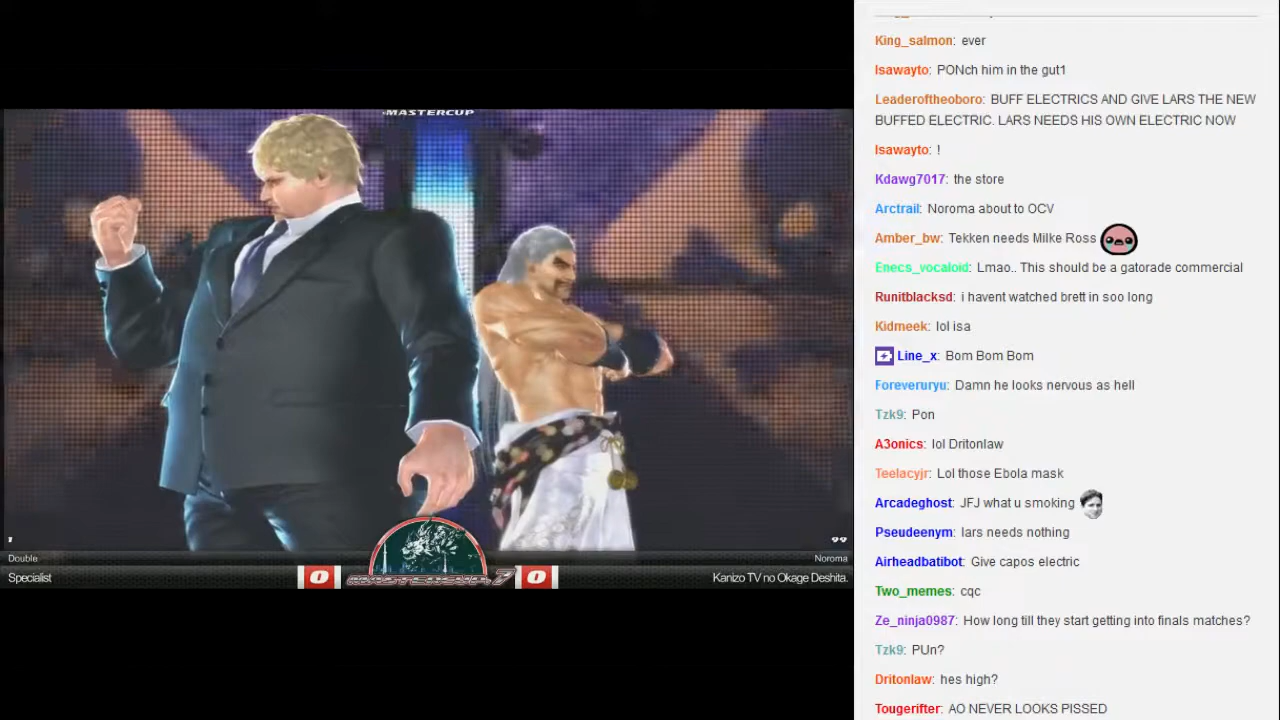 King_salmon: ever
Isawayto: PONch him in the gut1
Leaderoftheoboro: BUFF ELECTRICS AND GIVE LARS THE NEW
BUFFED ELECTRIC. LARS NEEDS HIS OWN ELECTRIC NOW
Isawayto: !
Kdawg7017: the store
Arctrail: Noroma about to OCV
Amber_bw: Tekken needs Milke Ross
Enecs_vocaloid: Lmao.. This should be a gatorade commercial
Runitblacksd: i havent watched brett in soo long
Kidmeek: lol isa
Line_x: Bom Bom Bom
Foreveruryu: Damn he looks nervous as hell
Tzk9: Pon
A3onics: lol Dritonlaw
Teelacyjr: Lol those Ebola mask
Arcadeghost: JFJ what u smoking
Pseudeenym: lars needs nothing
Airheadbatibot: Give capos electric
Two_memes: cqc
Ze_ninja0987: How long till they start getting into finals matches?
Tzk9: PUn?
Dritonlaw: hes high?
Tougerifter: AO NEVER LOOKS PISSED
MASTERCUP
Double
Noroma
Specialist
0
MASTERCUP 7
0
Kanizo TV no Okage Deshita.